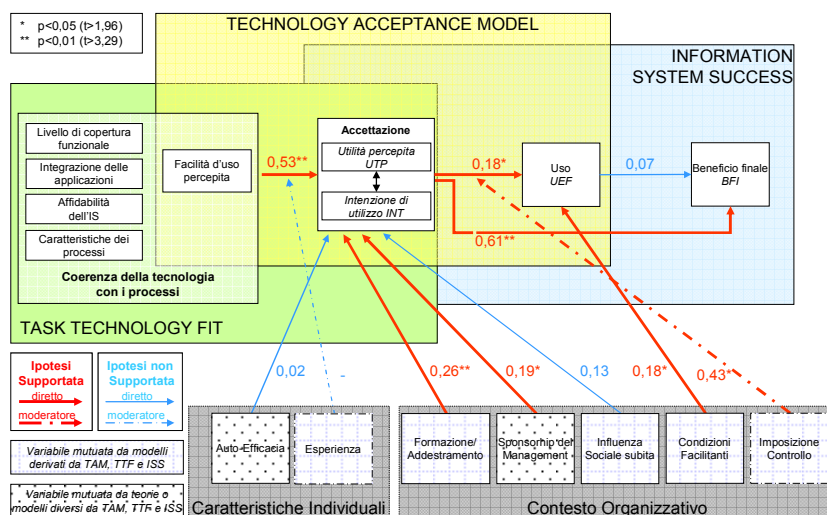 * p<0,05 (t>1,96)
** p<0,01 (t>3,29)
TECHNOLOGY ACCEPTANCE MODEL
INFORMATION
SYSTEM SUCCESS
Livello di copertura
funzionale
Integrazione delle
applicazioni
Affidabilità
dell'IS
Caratteristiche dei
processi
Coerenza della tecnologia
con i processi
Facilità d'uso
percepita
0,53**
Accettazione
Utilità percepita
UTP
Intenzione di
utilizzo INT
0,18*
Uso
UEF
0,07
Beneficio finale
BFI
0,61**
TASK TECHNOLOGY FIT
Ipotesi
Supportata
diretto
moderatore
Ipotesi non
Supportata
diretto
moderatore
0,02
-
0,26**
0,19*
0,13
0,18*
0,43*
Variabile mutuata da modelli
derivati da TAM, TTF e ISS
Variabile mutuata da teorie o
modelli diversi da TAM, TTF e ISS
Auto-Efficacia
Esperienza
Caratteristiche Individuali
Formazione/
Addestramento
Sponsorhip del
Management
Influenza
Sociale subita
Condizioni
Facilitanti
Imposizione
Controllo
Contesto Organizzativo